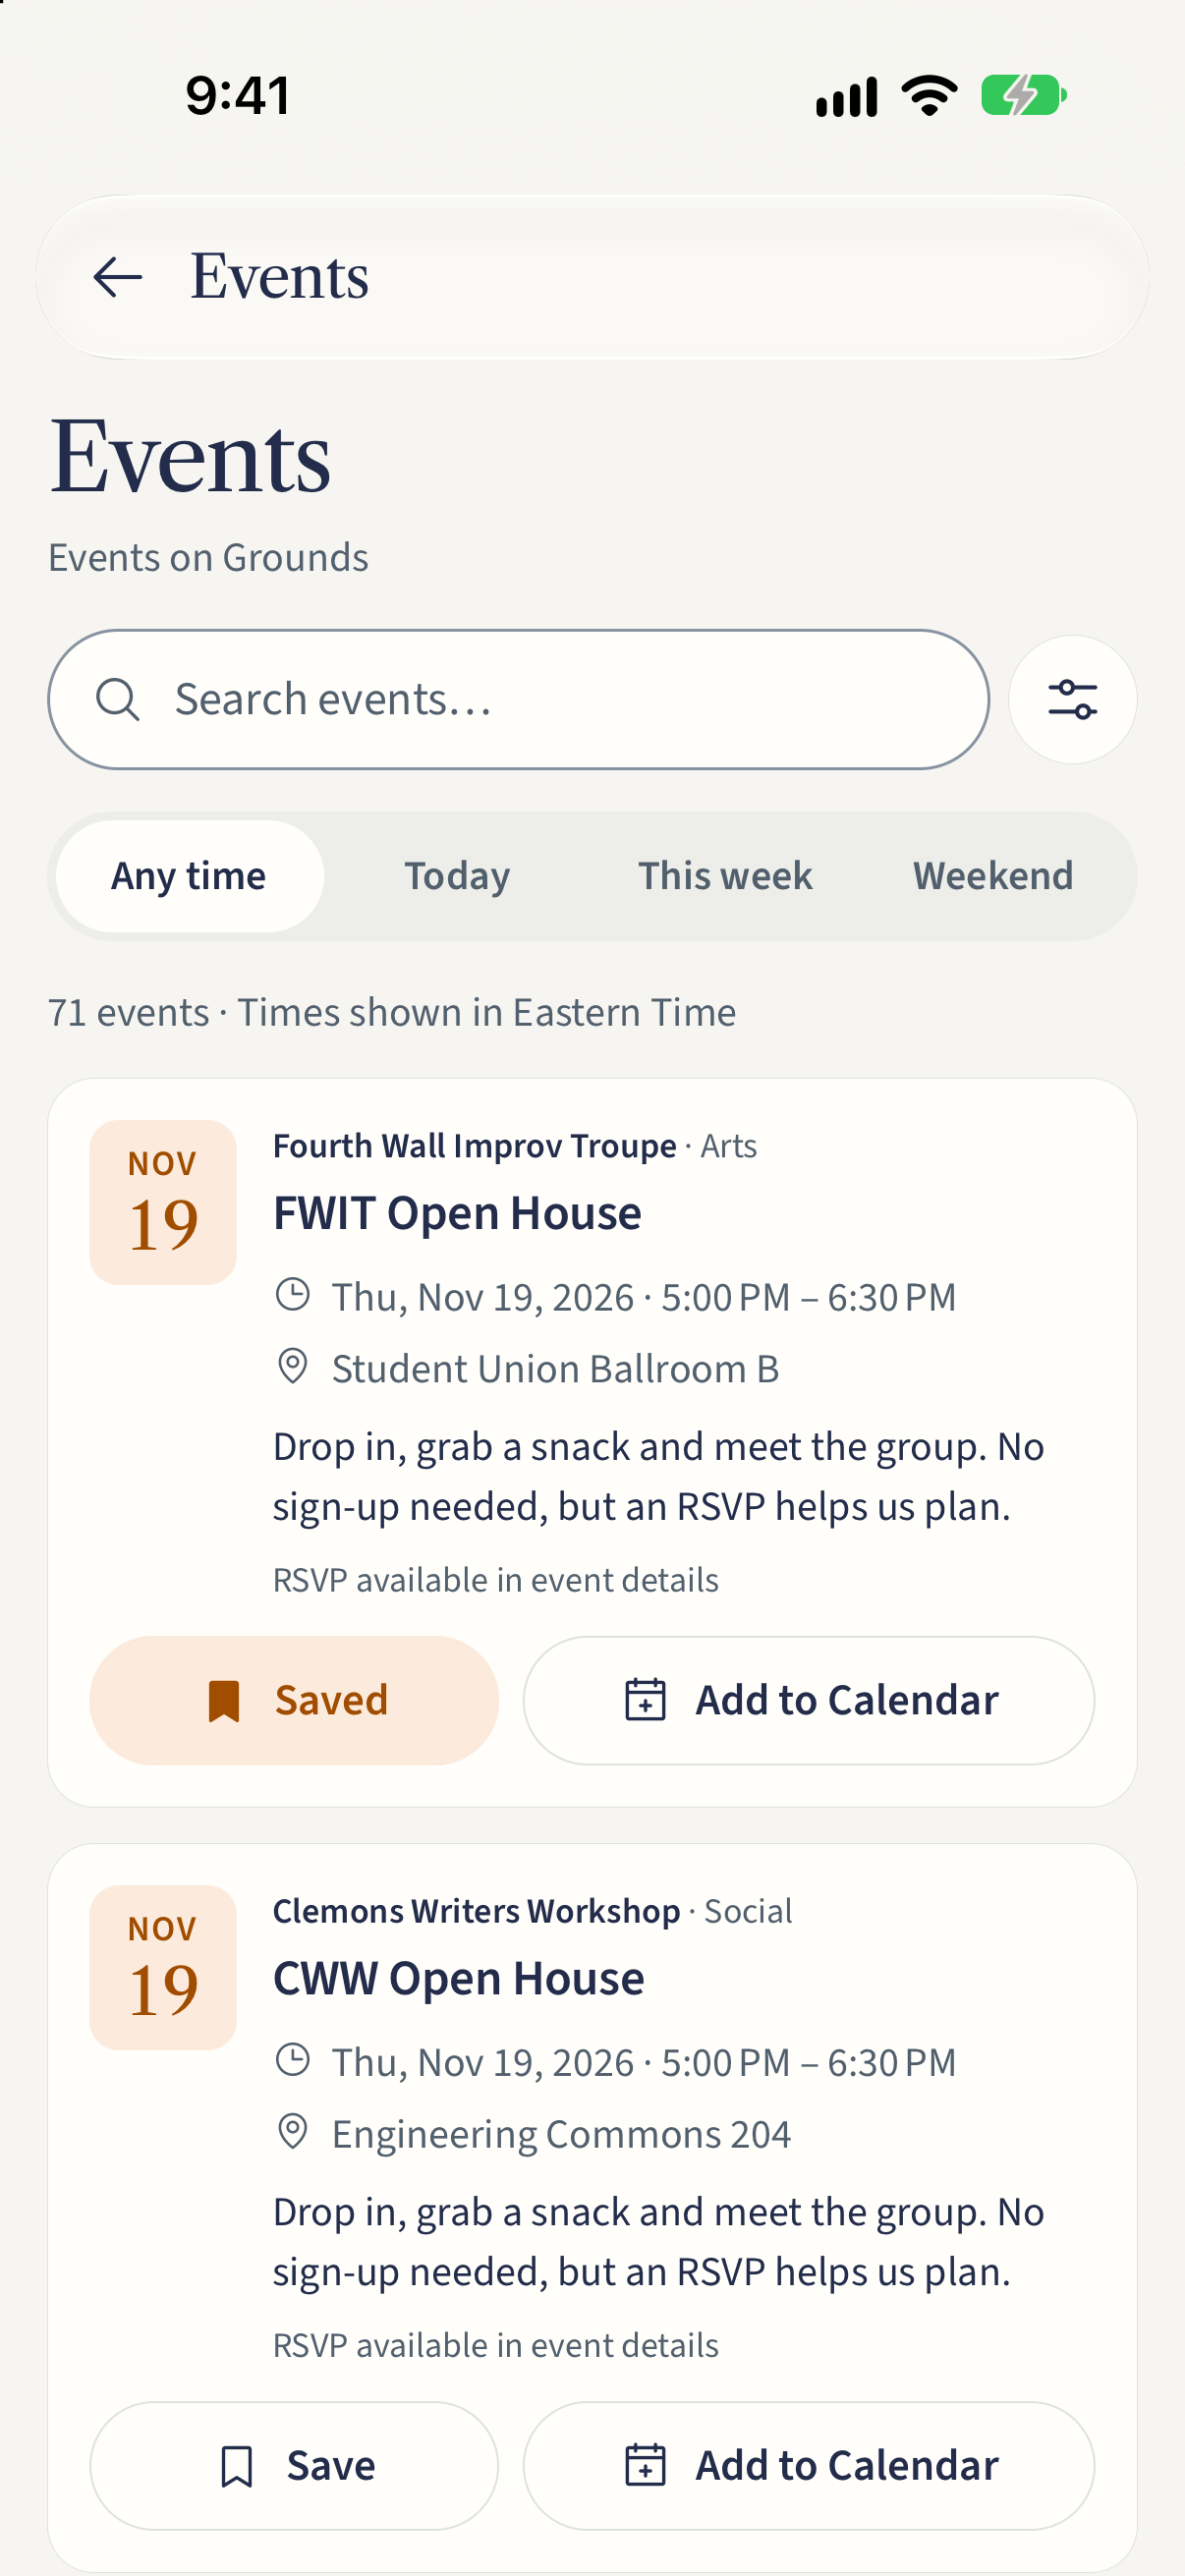 9:41
Events
Events
Events on Grounds
Search events...
Any time Today This week Weekend
71 events · Times shown in Eastern Time
NOV
19
Fourth Wall Improv Troupe · Arts
FWIT Open House
Thu, Nov 19, 2026 · 5:00 PM – 6:30 PM
Student Union Ballroom B
Drop in, grab a snack and meet the group. No
sign-up needed, but an RSVP helps us plan.
RSVP available in event details
Saved Add to Calendar
NOV
19
Clemons Writers Workshop · Social
CWW Open House
Thu, Nov 19, 2026 · 5:00 PM – 6:30 PM
Engineering Commons 204
Drop in, grab a snack and meet the group. No
sign-up needed, but an RSVP helps us plan.
RSVP available in event details
Save Add to Calendar